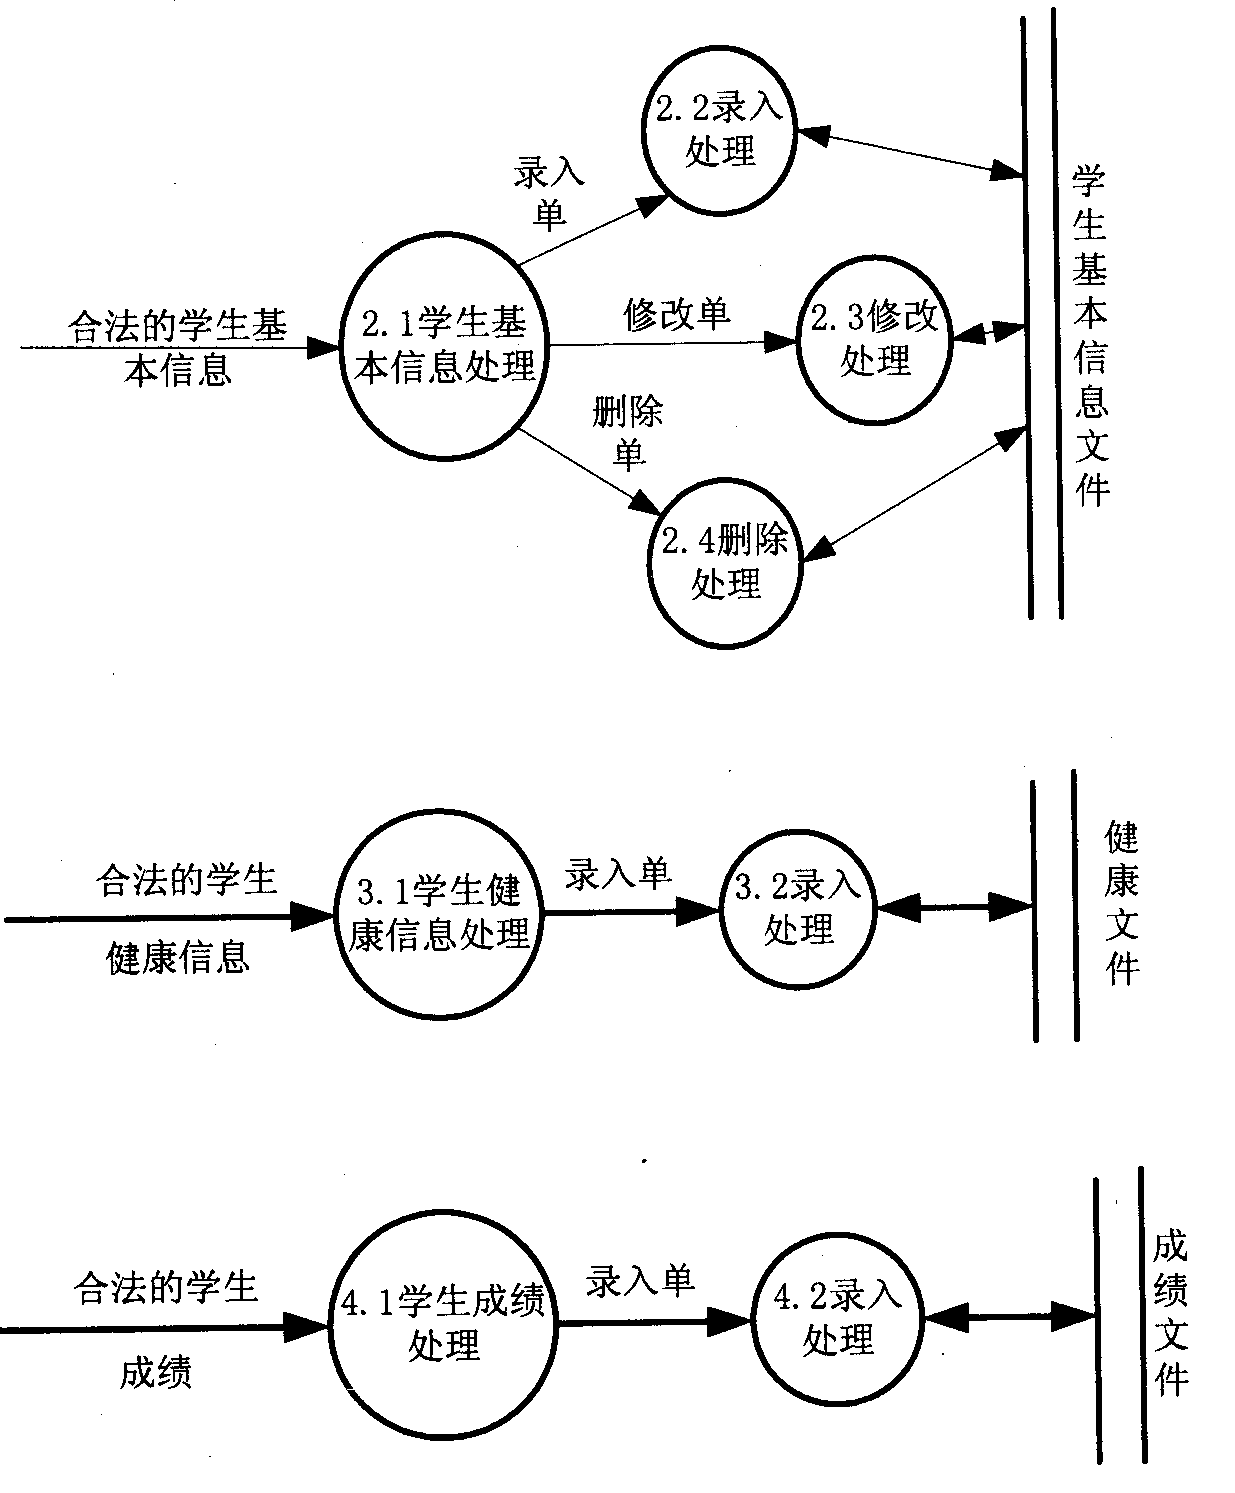 2.2录入
处理
录入
单
合法的学生基
本信息
2.1学生基
本信息处理
修改单
2.3修改
处理
删除
单
2.4删除
处理
学生基本信息文件
合法的学生
健康信息
3.1学生健
康信息处理
录入单
3.2录入
处理
健康文件
合法的学生
成绩
4.1学生成绩
处理
录入单
4.2录入
处理
成绩文件